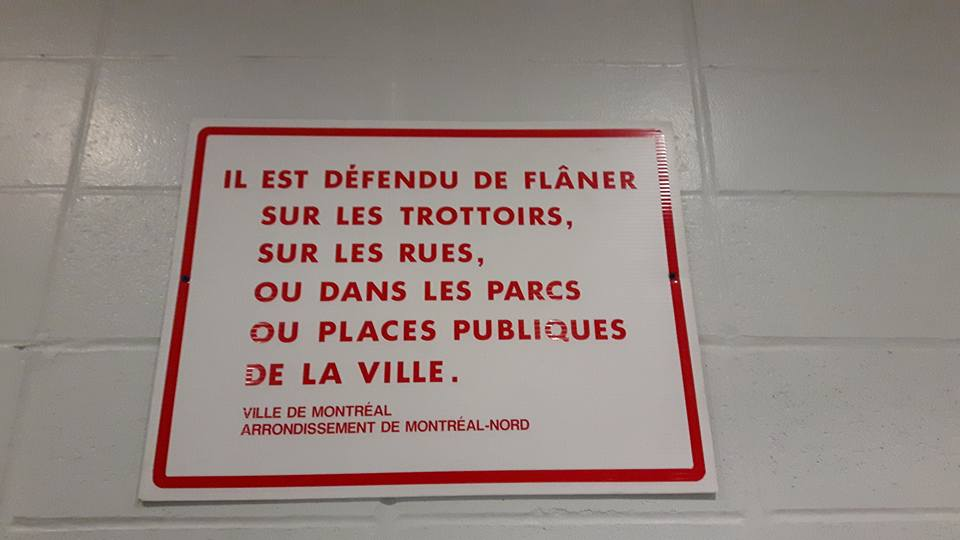 IL EST DÉFENDU DE FLÂNER
SUR LES TROTTOIRS,
SUR LES RUES,
OU DANS LES PARCS
OU PLACES PUBLIQUES
DE LA VILLE.
VILLE DE MONTRÉAL
ARRONDISSEMENT DE MONTRÉAL-NORD